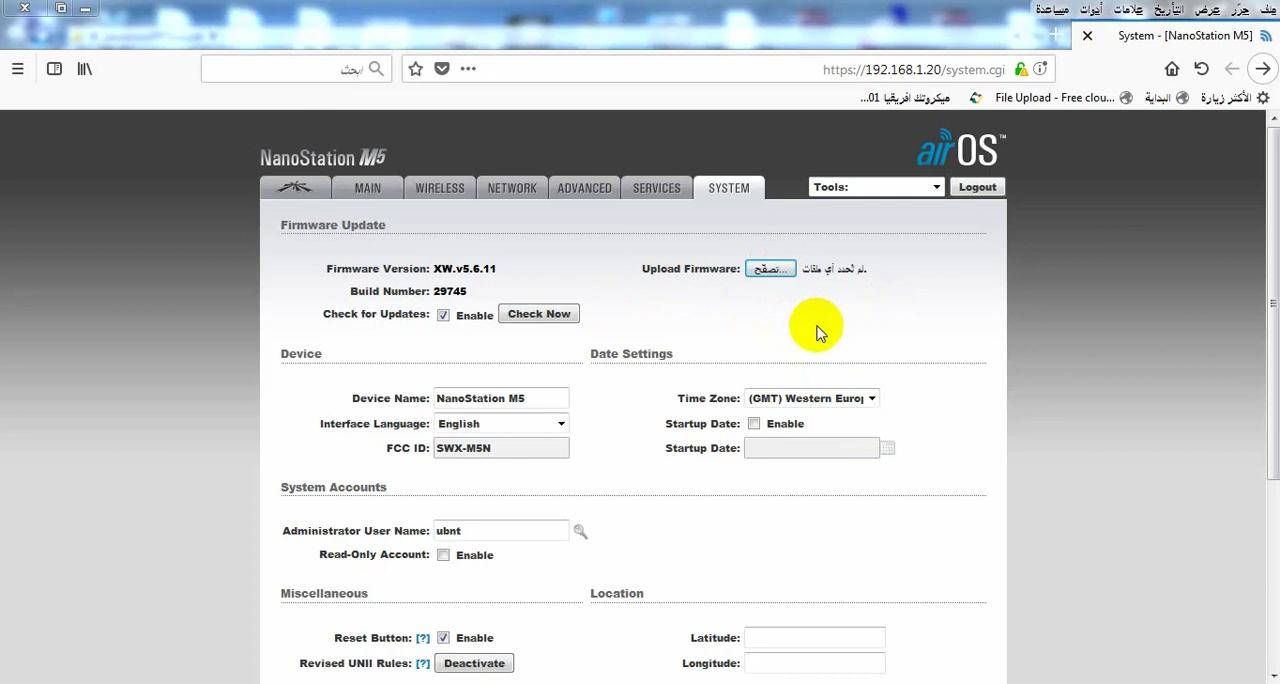 ملف حرّر عرض التأريخ علامات أدوات مساعدة
System - [NanoStation M5]
https://192.168.1.20/system.cgi
ابحث
الأكثر زيارة البداية File Upload - Free clou... ميكروتك افريقيا 01...
NanoStation M5
airOS™
MAIN WIRELESS NETWORK ADVANCED SERVICES SYSTEM Tools: Logout
Firmware Update
Firmware Version: XW.v5.6.11 Upload Firmware: تصفّح... لم تُحدد أي ملفات.
Build Number: 29745
Check for Updates: Enable Check Now
Device Date Settings
Device Name: NanoStation M5 Time Zone: (GMT) Western Europ
Interface Language: English Startup Date: Enable
FCC ID: SWX-M5N Startup Date:
System Accounts
Administrator User Name: ubnt
Read-Only Account: Enable
Miscellaneous Location
Reset Button: [?] Enable Latitude:
Revised UNII Rules: [?] Deactivate Longitude: